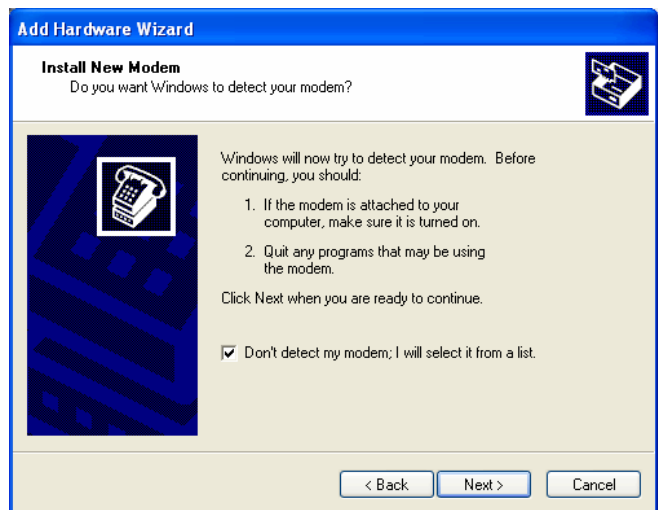 Add Hardware Wizard
Install New Modem
Do you want Windows to detect your modem?
Windows will now try to detect your modem.  Before
continuing, you should:
1. If the modem is attached to your
computer, make sure it is turned on.
2. Quit any programs that may be using
the modem.
Click Next when you are ready to continue.
Don't detect my modem; I will select it from a list.
< Back
Next >
Cancel